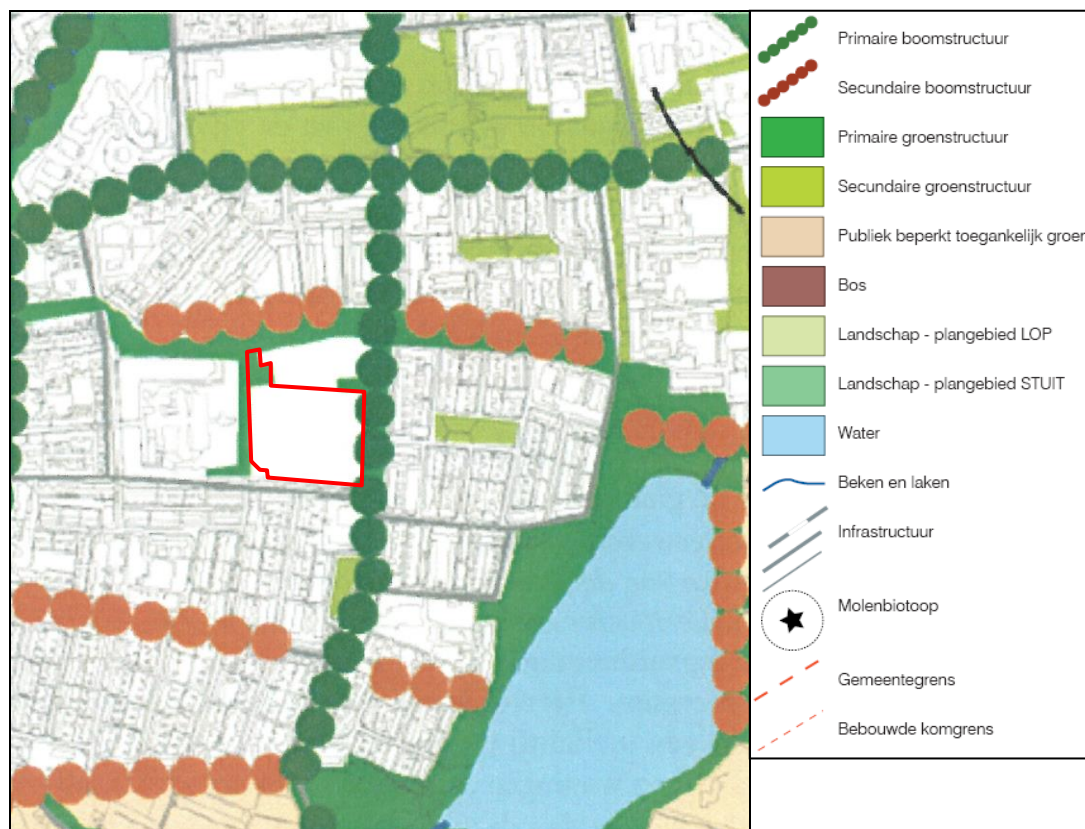 Primaire boomstructuur
Secundaire boomstructuur
Primaire groenstructuur
Secundaire groenstructuur
Publiek beperkt toegankelijk groen
Bos
Landschap - plangebied LOP
Landschap - plangebied STUIT
Water
Beken en laken
Infrastructuur
Molenbiotoop
Gemeentegrens
Bebouwde komgrens